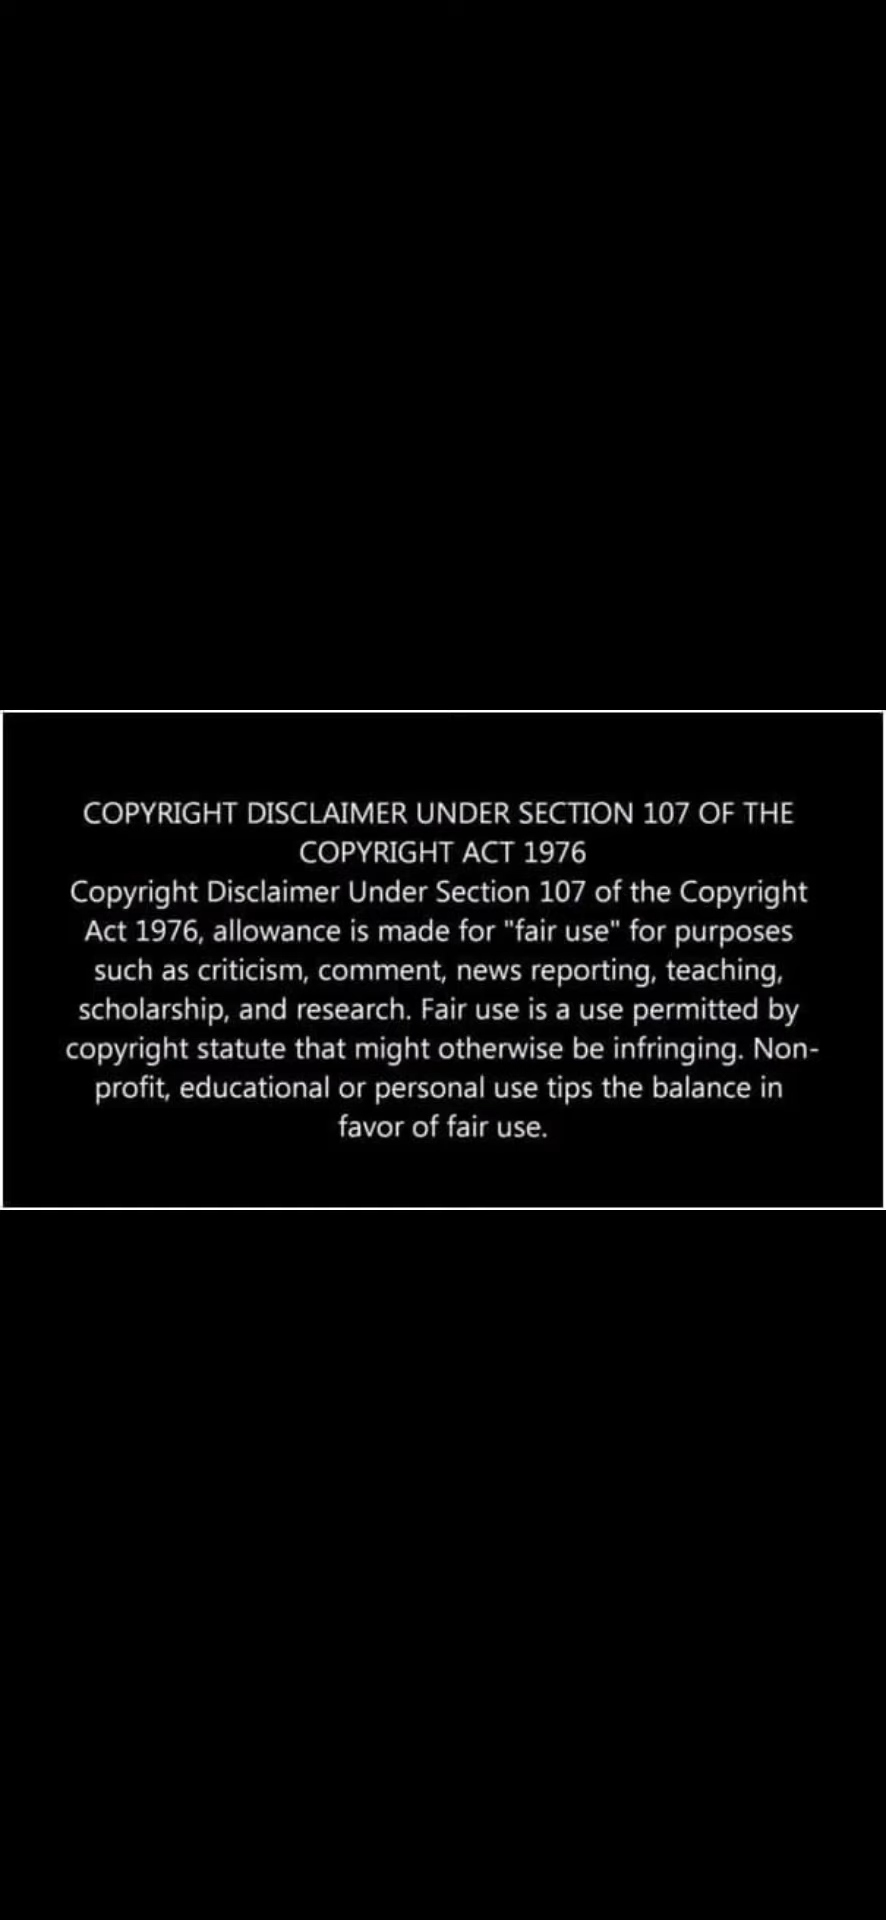 COPYRIGHT DISCLAIMER UNDER SECTION 107 OF THE
COPYRIGHT ACT 1976
Copyright Disclaimer Under Section 107 of the Copyright
Act 1976, allowance is made for "fair use" for purposes
such as criticism, comment, news reporting, teaching,
scholarship, and research. Fair use is a use permitted by
copyright statute that might otherwise be infringing. Non-
profit, educational or personal use tips the balance in
favor of fair use.